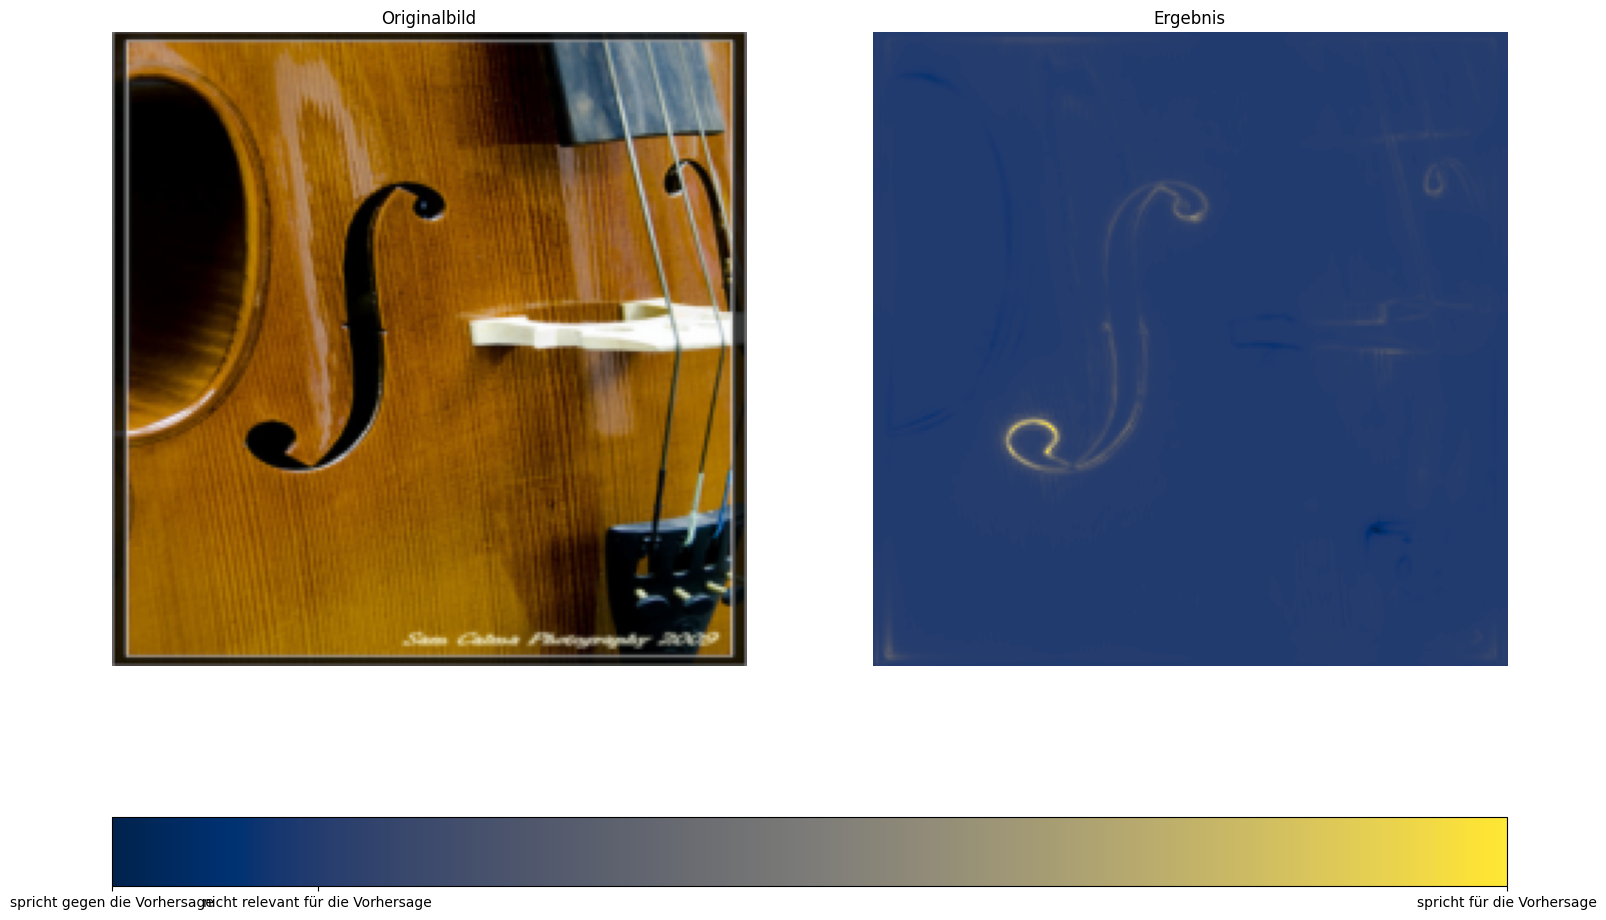 Originalbild
Ergebnis
Sam Calma Photography 2009
spricht gegen die Vorhersage
nicht relevant für die Vorhersage
spricht für die Vorhersage